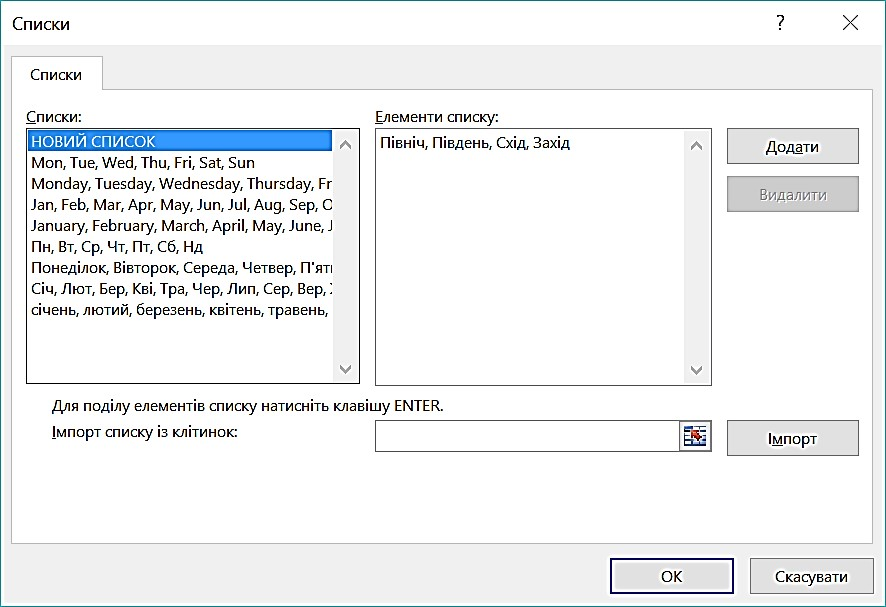 Списки
?
Списки
Списки:
НОВИЙ СПИСОК
Mon, Tue, Wed, Thu, Fri, Sat, Sun
Monday, Tuesday, Wednesday, Thursday, Fr
Jan, Feb, Mar, Apr, May, Jun, Jul, Aug, Sep, O
January, February, March, April, May, June, J
Пн, Вт, Ср, Чт, Пт, Сб, Нд
Понеділок, Вівторок, Середа, Четвер, П'ятн
Січ, Лют, Бер, Кві, Тра, Чер, Лип, Сер, Вер, Ж
січень, лютий, березень, квітень, травень,
Елементи списку:
Північ, Південь, Схід, Захід
Додати
Видалити
Для поділу елементів списку натисніть клавішу ENTER.
Імпорт списку із клітинок:
Імпорт
ОК
Скасувати